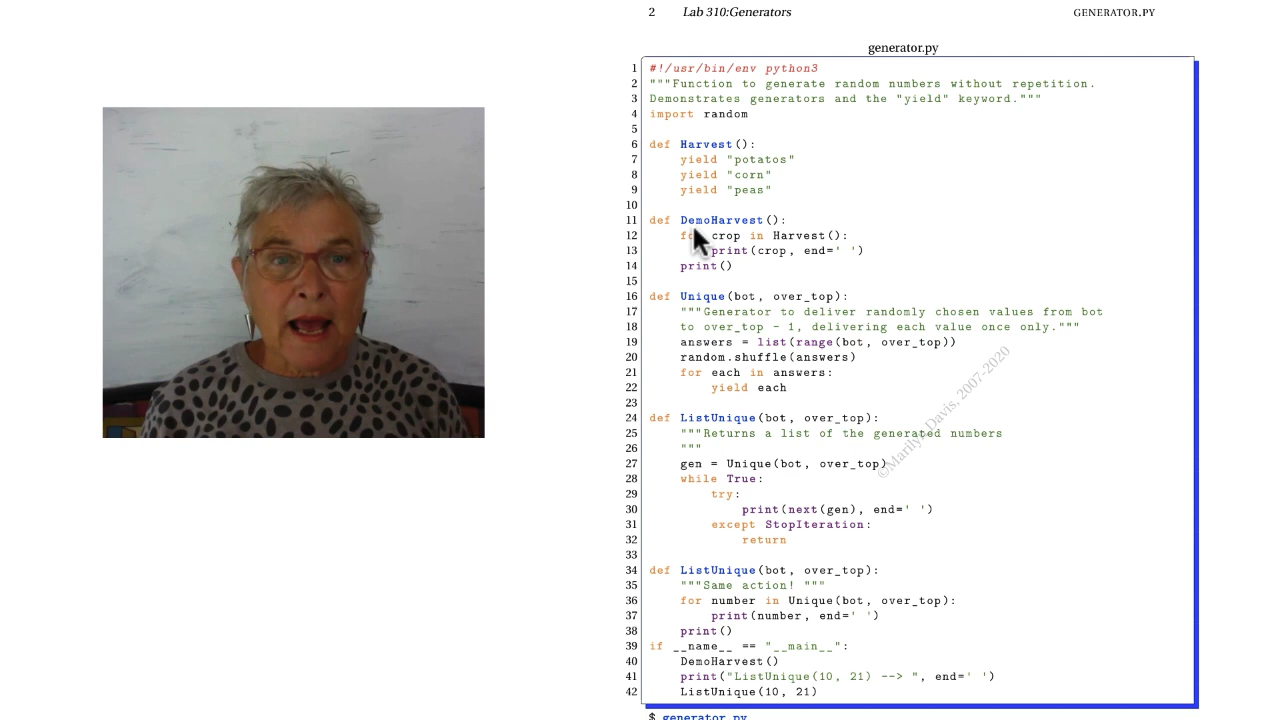 2 Lab 310:Generators GENERATOR.PY
generator.py
1 #!/usr/bin/env python3
2 """Function to generate random numbers without repetition.
3 Demonstrates generators and the "yield" keyword."""
4 import random
5
6 def Harvest():
7     yield "potatos"
8     yield "corn"
9     yield "peas"
10
11 def DemoHarvest():
12     for crop in Harvest():
13         print(crop, end=' ')
14     print()
15
16 def Unique(bot, over_top):
17     """Generator to deliver randomly chosen values from bot
18     to over_top - 1, delivering each value once only."""
19     answers = list(range(bot, over_top))
20     random.shuffle(answers)
21     for each in answers:
22         yield each
23
24 def ListUnique(bot, over_top):
25     """Returns a list of the generated numbers
26     """
27     gen = Unique(bot, over_top)
28     while True:
29         try:
30             print(next(gen), end=' ')
31         except StopIteration:
32             return
33
34 def ListUnique(bot, over_top):
35     """Same action! """
36     for number in Unique(bot, over_top):
37         print(number, end=' ')
38     print()
39 if __name__ == "__main__":
40     DemoHarvest()
41     print("ListUnique(10, 21) --> ", end=' ')
42     ListUnique(10, 21)
$ generator.py
©Marilyn Davis, 2007-2020